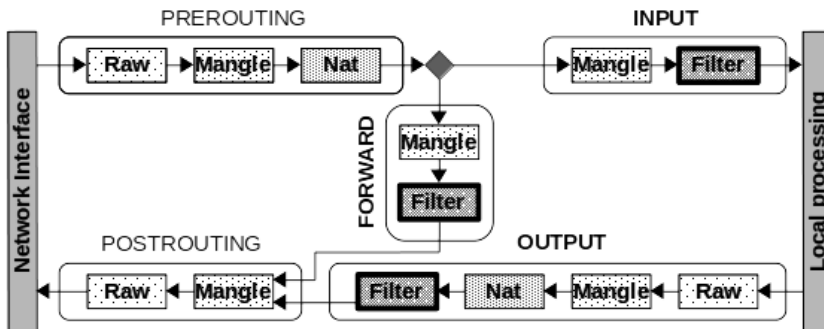 PREROUTING
INPUT
Network Interface
Raw
Mangle
Nat
Mangle
Filter
Local processing
FORWARD
Mangle
Filter
POSTROUTING
OUTPUT
Raw
Mangle
Filter
Nat
Mangle
Raw